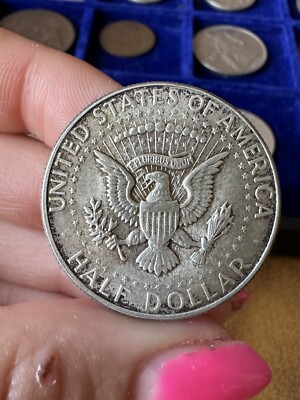 UNITED STATES OF AMERICA
E PLURIBUS UNUM
HALF DOLLAR